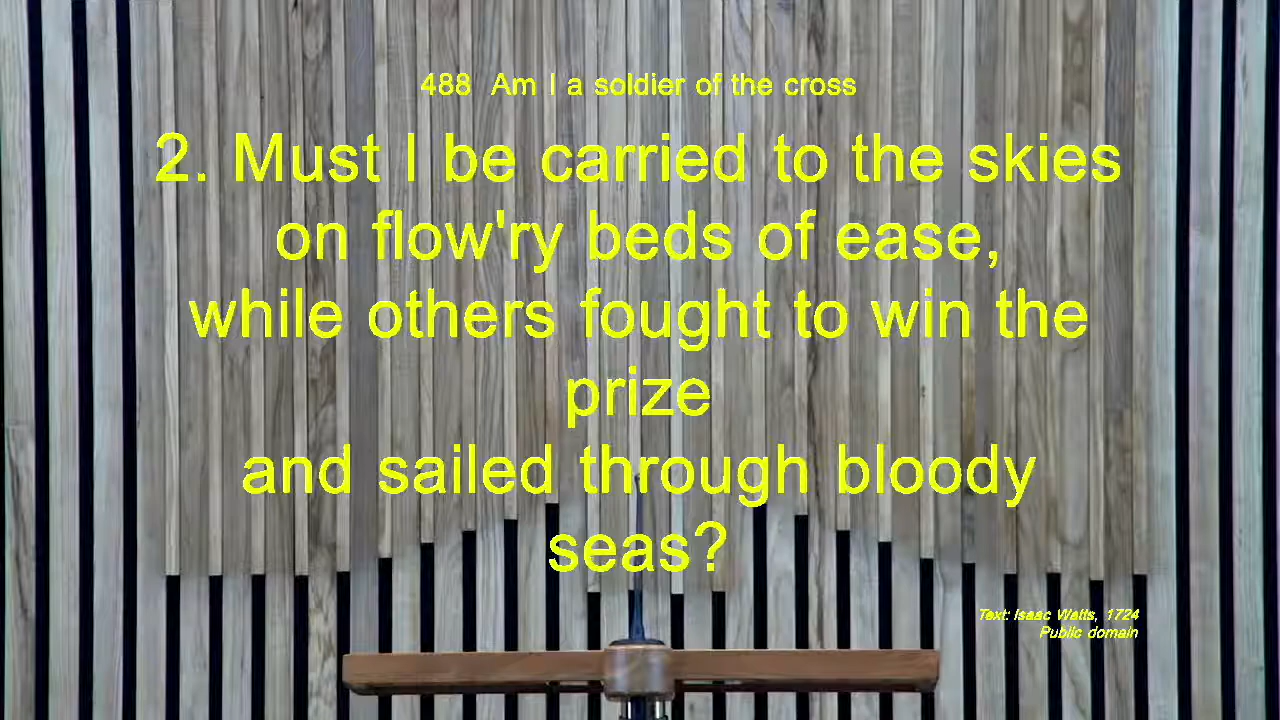 488 Am I a soldier of the cross
2. Must I be carried to the skies
on flow'ry beds of ease,
while others fought to win the
prize
and sailed through bloody
seas?
Text: Isaac Watts, 1724
Public domain